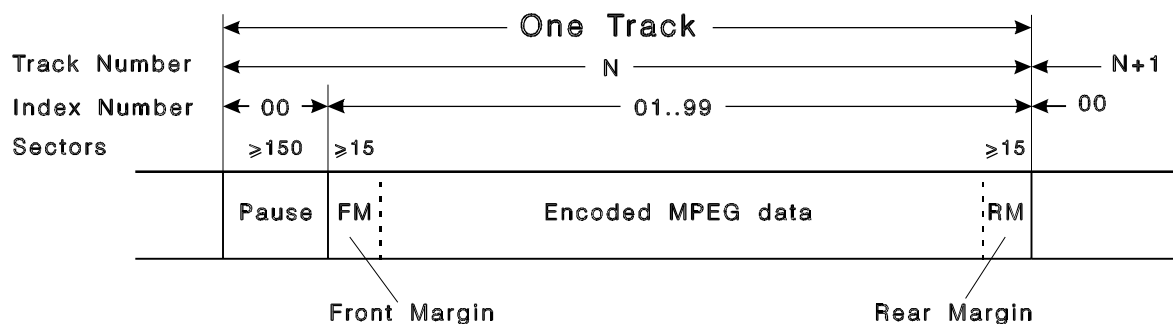 One Track
Track Number N N+1
Index Number 00 01..99 00
Sectors ⩾150 ⩾15 ⩾15
Pause FM Encoded MPEG data RM
Front Margin Rear Margin